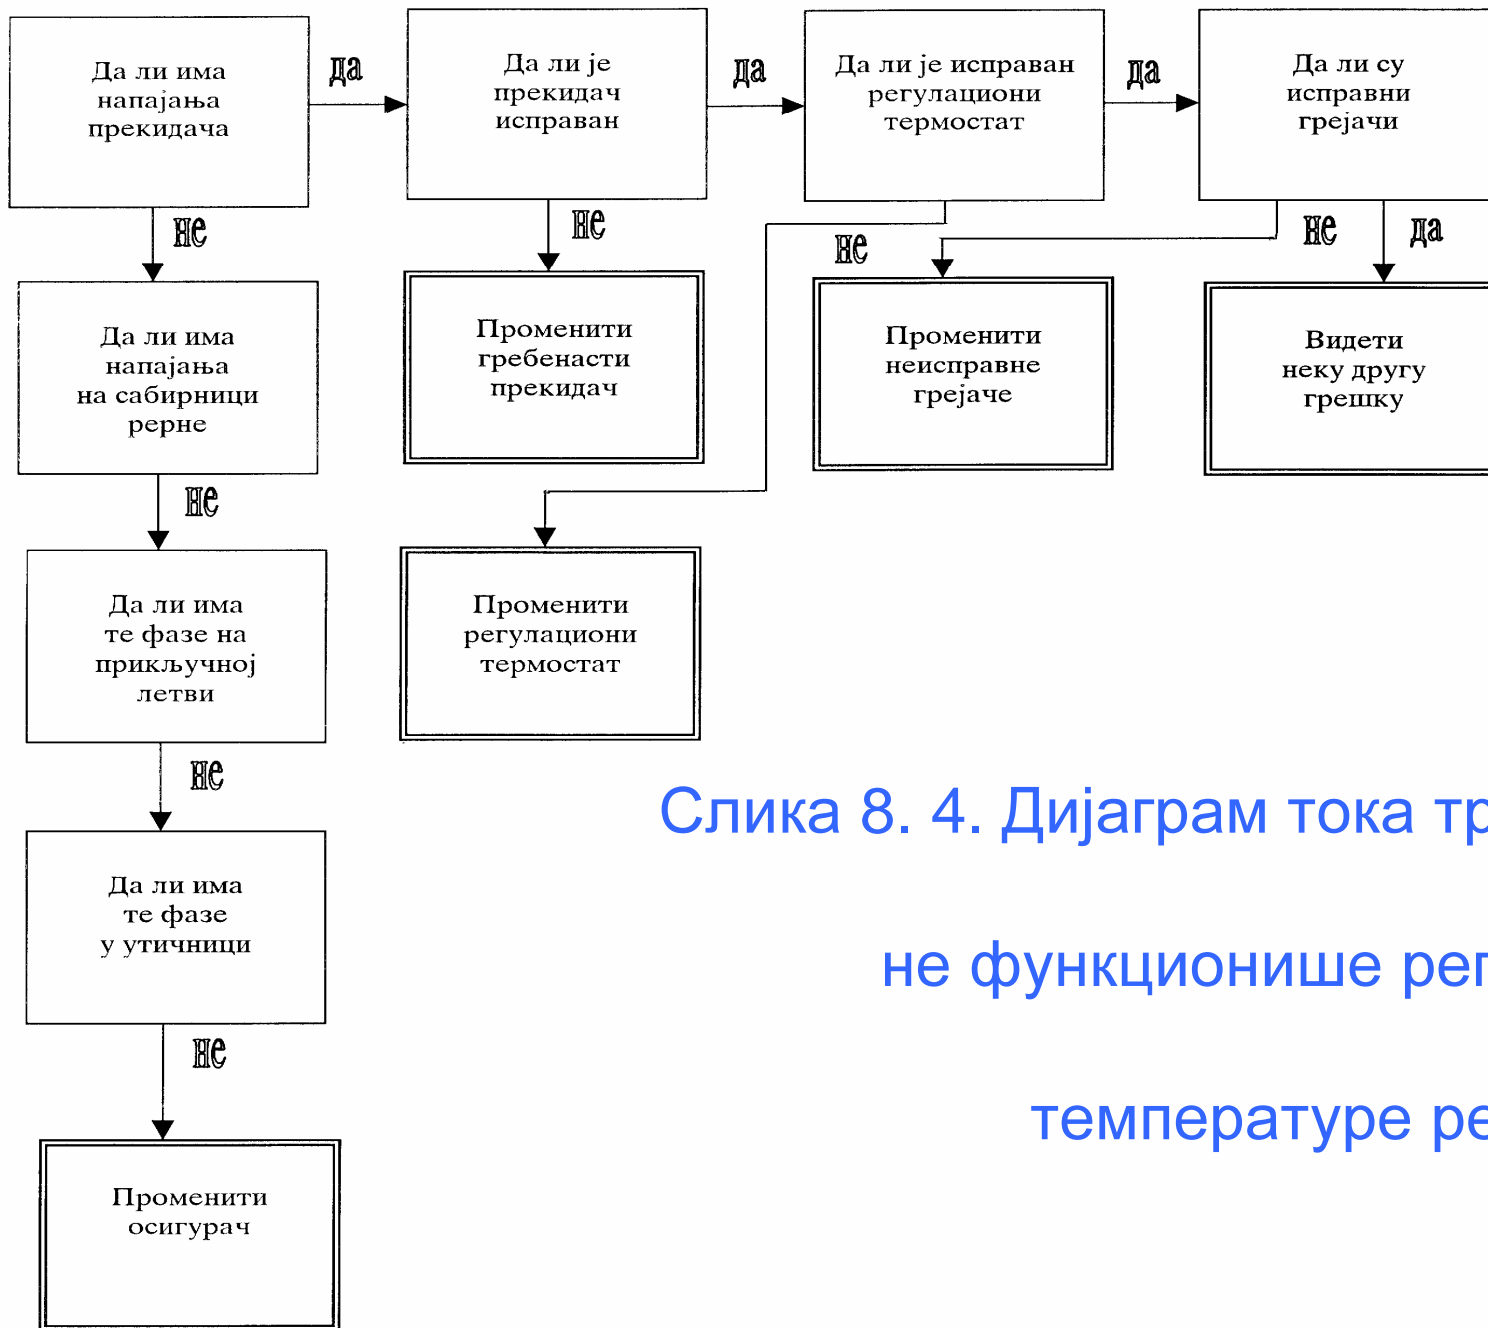 Да ли има
напајања
прекидача
да
Да ли је
прекидач
исправан
да
Да ли је исправан
регулациони
термостат
да
Да ли су
исправни
грејачи
не
не
не
не
да
Да ли има
напајања
на сабирници
рерне
Променити
гребенасти
прекидач
Променити
неисправне
грејаче
Видети
неку другу
грешку
не
Да ли има
те фазе на
прикључној
летви
Променити
регулациони
термостат
не
Да ли има
те фазе
у утичници
не
Променити
осигурач
Слика 8. 4. Дијаграм тока
не функционише
температуре